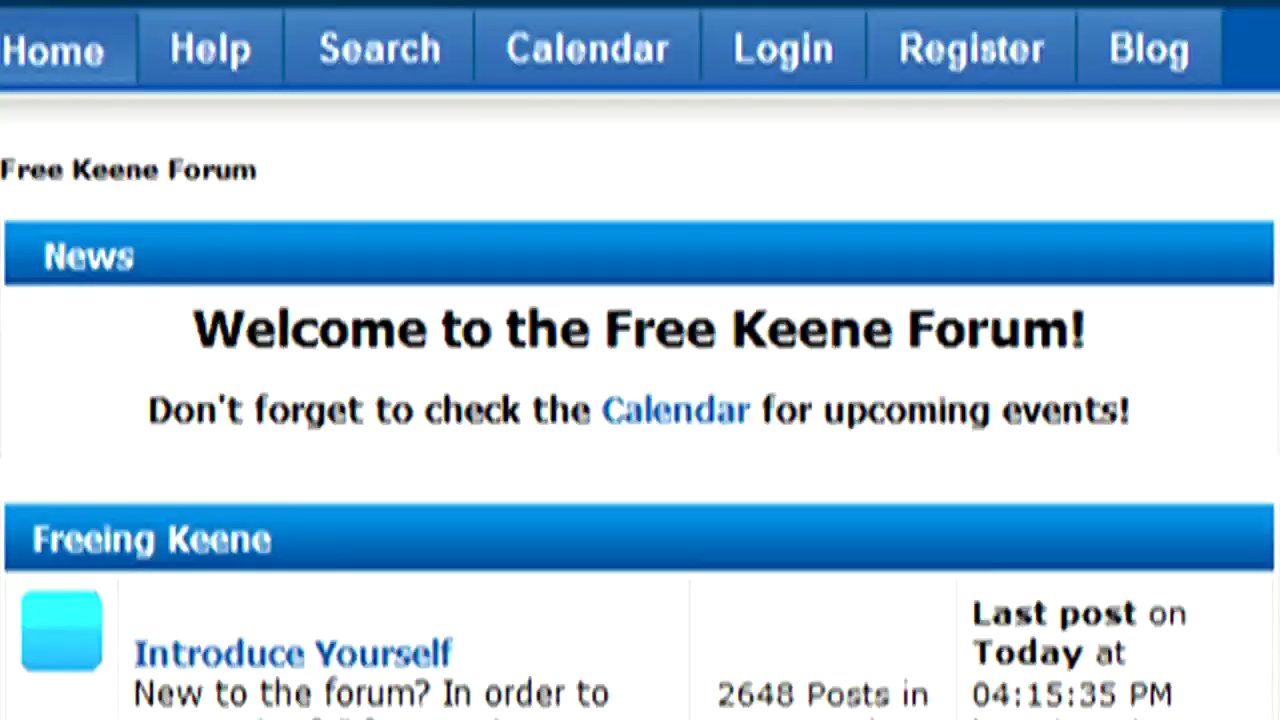 Home Help Search Calendar Login Register Blog
Free Keene Forum
News
Welcome to the Free Keene Forum!
Don't forget to check the Calendar for upcoming events!
Freeing Keene
Introduce Yourself
New to the forum? In order to
2648 Posts in
Last post on
Today at
04:15:35 PM